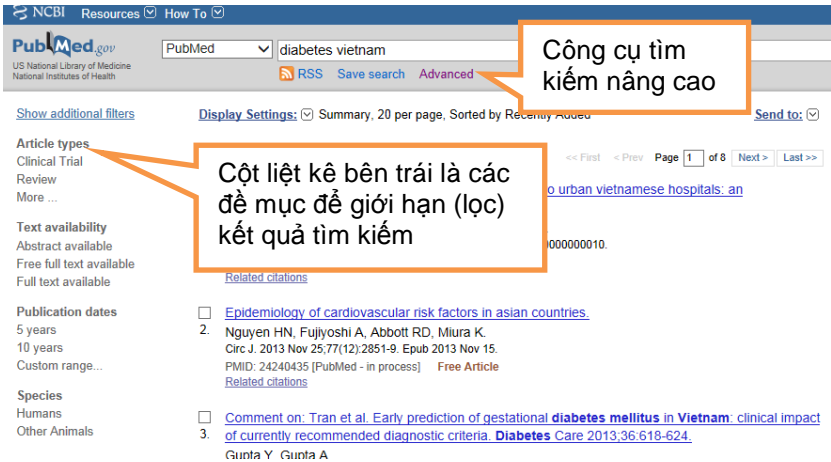 NCBI Resources How To
PubMed.gov
US National Library of Medicine
National Institutes of Health
PubMed
diabetes vietnam
RSS Save search Advanced
Công cụ tìm
kiếm nâng cao
Show additional filters
Article types
Clinical Trial
Review
More ...
Text availability
Abstract available
Free full text available
Full text available
Publication dates
5 years
10 years
Custom range...
Species
Humans
Other Animals
Display Settings: Summary, 20 per page, Sorted by Recently Added
Send to:
<< First < Prev Page 1 of 8 Next > Last >>
Cột liệt kê bên trái là các
đề mục để giới hạn (lọc)
kết quả tìm kiếm
o urban vietnamese hospitals: an
0000000010.
Related citations
Epidemiology of cardiovascular risk factors in asian countries.
2. Nguyen HN, Fujiyoshi A, Abbott RD, Miura K.
Circ J. 2013 Nov 25;77(12):2851-9. Epub 2013 Nov 15.
PMID: 24240435 [PubMed - in process] Free Article
Related citations
Comment on: Tran et al. Early prediction of gestational diabetes mellitus in Vietnam: clinical impact
3. of currently recommended diagnostic criteria. Diabetes Care 2013;36:618-624.
Gupta Y, Gupta A